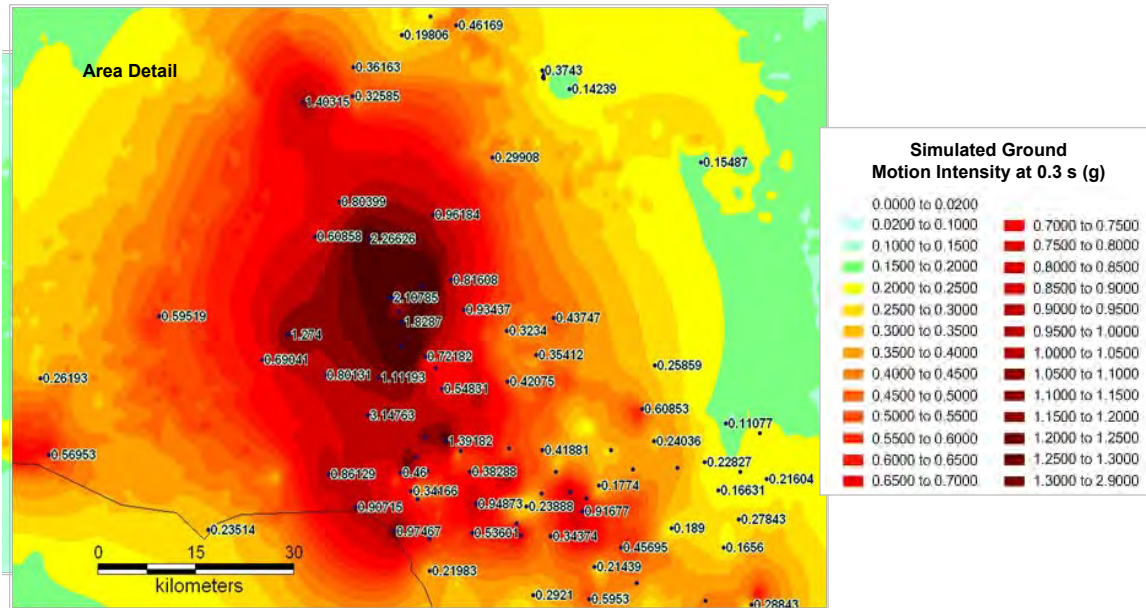 0.46169
0.19806
Area Detail
0.36163
0.3743
0.14239
0.32585
1.40315
0.29908
0.15487
0.80399
0.96184
0.60858
2.26626
0.81608
2.10785
0.93437
0.59519
0.43747
1.8287
0.3234
1.274
0.72182
0.35412
0.69041
0.25859
0.26193
0.80131
1.11193
0.42075
0.54831
0.60853
3.14763
0.11077
1.39182
0.24036
0.41881
0.56953
0.22827
0.86129
0.46
0.38288
0.21604
0.1774
0.34166
0.16631
0.94873
0.23888
0.90715
0.91677
0.27843
0.23514
0.97467
0.53601
0.34374
0.189
0.45695
0.1656
0 15 30
kilometers
0.21983
0.21439
0.2921
0.5953
0.28843
Simulated Ground
Motion Intensity at 0.3 s (g)
0.0000 to 0.0200
0.0200 to 0.1000
0.1000 to 0.1500
0.1500 to 0.2000
0.2000 to 0.2500
0.2500 to 0.3000
0.3000 to 0.3500
0.3500 to 0.4000
0.4000 to 0.4500
0.4500 to 0.5000
0.5000 to 0.5500
0.5500 to 0.6000
0.6000 to 0.6500
0.6500 to 0.7000
0.7000 to 0.7500
0.7500 to 0.8000
0.8000 to 0.8500
0.8500 to 0.9000
0.9000 to 0.9500
0.9500 to 1.0000
1.0000 to 1.0500
1.0500 to 1.1000
1.1000 to 1.1500
1.1500 to 1.2000
1.2000 to 1.2500
1.2500 to 1.3000
1.3000 to 2.9000